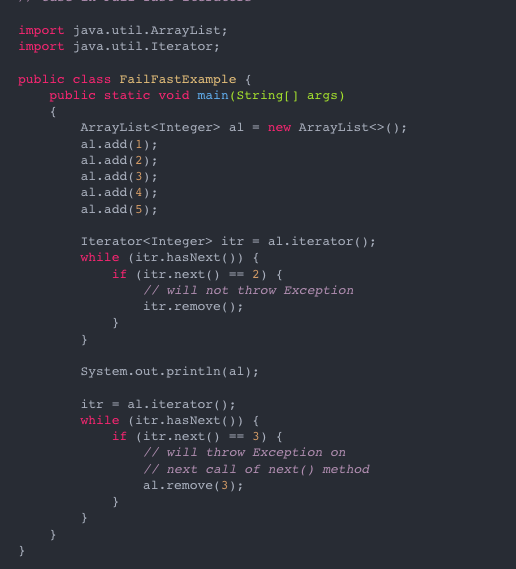 import java.util.ArrayList;
import java.util.Iterator;
public class FailFastExample {
public static void main(String[] args)
{
ArrayList<Integer> al = new ArrayList<>();
al.add(1);
al.add(2);
al.add(3);
al.add(4);
al.add(5);
Iterator<Integer> itr = al.iterator();
while (itr.hasNext()) {
if (itr.next() == 2) {
// will not throw Exception
itr.remove();
}
}
System.out.println(al);
itr = al.iterator();
while (itr.hasNext()) {
if (itr.next() == 3) {
// will throw Exception on
// next call of next() method
al.remove(3);
}
}
}
}